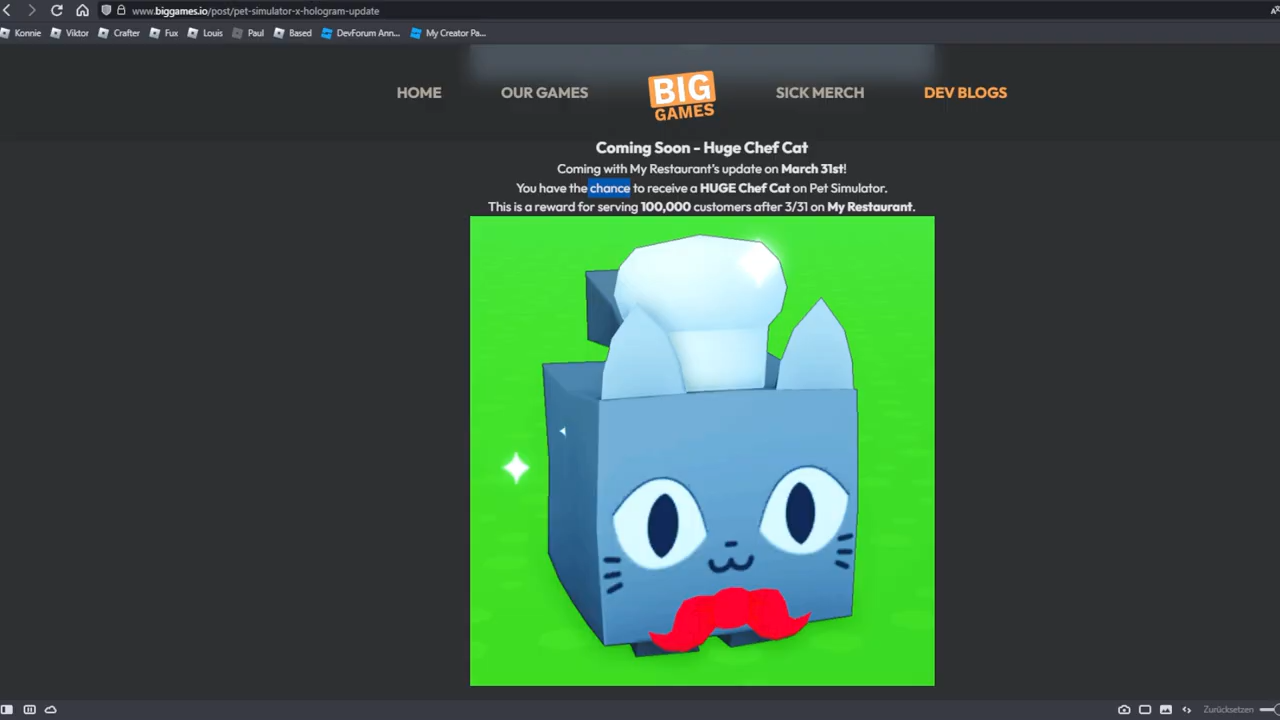 www.biggames.io/post/pet-simulator-x-hologram-update
Konnie Viktor Crafter Fux Louis Paul Based DevForum Ann... My Creator Pa...
HOME OUR GAMES BIG GAMES SICK MERCH DEV BLOGS
Coming Soon - Huge Chef Cat
Coming with My Restaurant's update on March 31st!
You have the chance to receive a HUGE Chef Cat on Pet Simulator.
This is a reward for serving 100,000 customers after 3/31 on My Restaurant.
Zurücksetzen